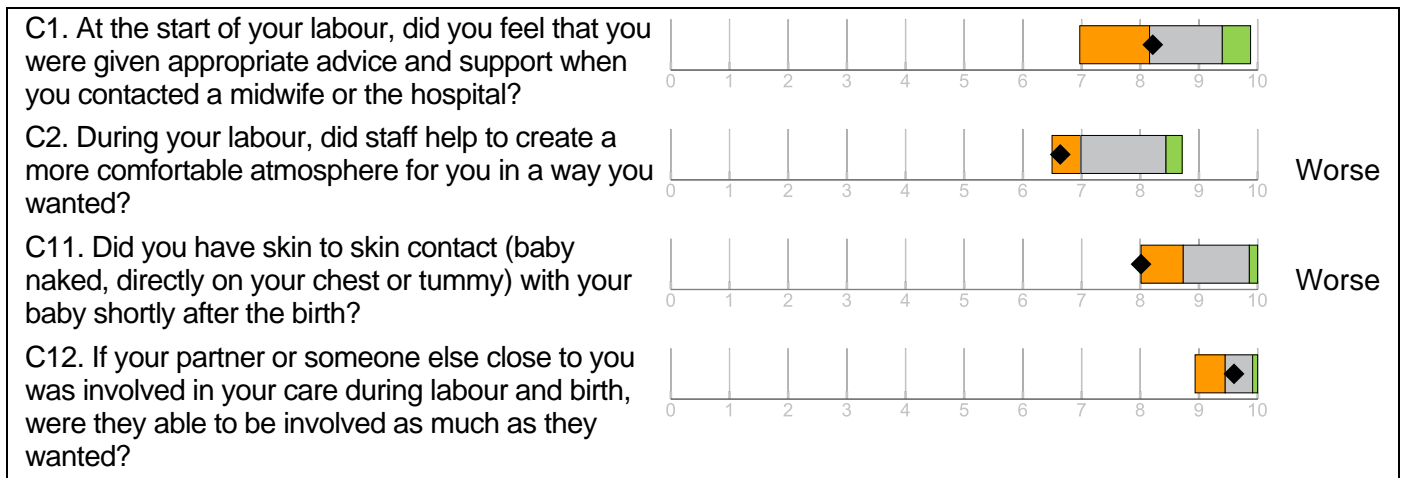 C1. At the start of your labour, did you feel that you
were given appropriate advice and support when
you contacted a midwife or the hospital?
0 1 2 3 4 5 6 7 8 9 10
C2. During your labour, did staff help to create a
more comfortable atmosphere for you in a way you
wanted?
0 1 2 3 4 5 6 7 8 9 10
Worse
C11. Did you have skin to skin contact (baby
naked, directly on your chest or tummy) with your
baby shortly after the birth?
0 1 2 3 4 5 6 7 8 9 10
Worse
C12. If your partner or someone else close to you
was involved in your care during labour and birth,
were they able to be involved as much as they
wanted?
0 1 2 3 4 5 6 7 8 9 10